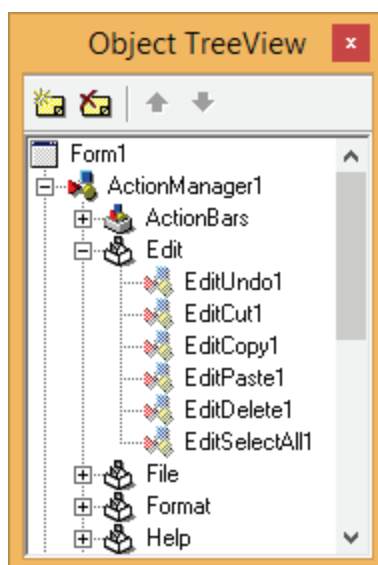 Object TreeView
Form1
ActionManager1
ActionBars
Edit
EditUndo1
EditCut1
EditCopy1
EditPaste1
EditDelete1
EditSelectAll1
File
Format
Help